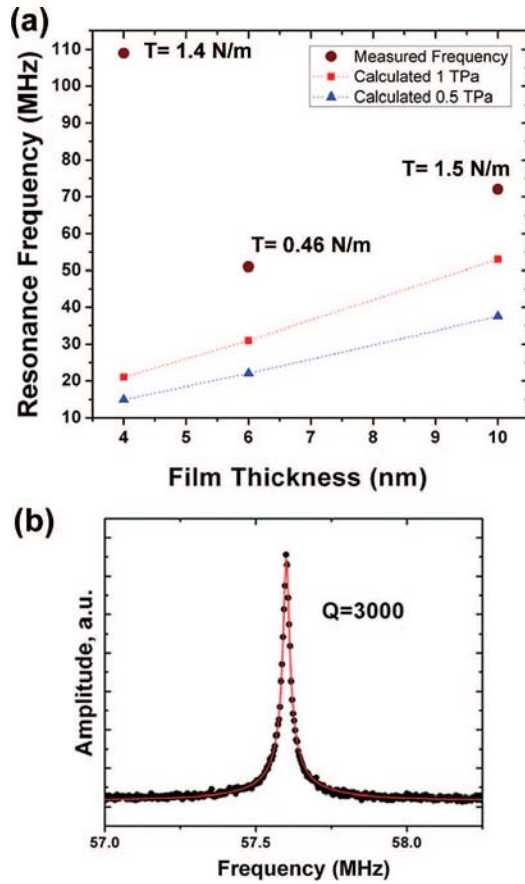 (a)
T= 1.4 N/m
Measured Frequency
Calculated 1 TPa
Calculated 0.5 TPa
T= 1.5 N/m
T= 0.46 N/m
Resonance Frequency (MHz)
110
100
90
80
70
60
50
40
30
20
10
4 5 6 7 8 9 10
Film Thickness (nm)
(b)
Q=3000
Amplitude, a.u.
57.0 57.5 58.0
Frequency (MHz)